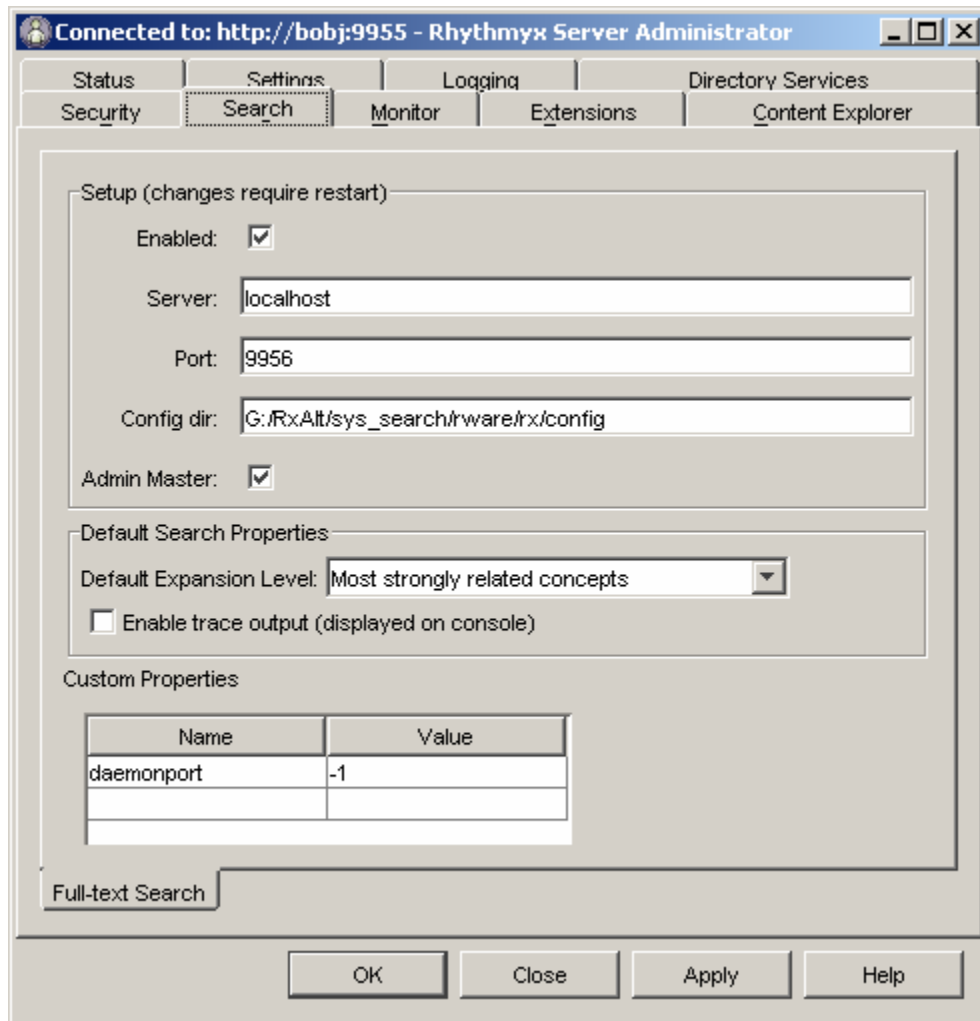 Connected to: http://bobj:9955 - Rhythmyx Server Administrator
Status Settings Logging Directory Services
Security Search Monitor Extensions Content Explorer
Setup (changes require restart)
Enabled:
Server: localhost
Port: 9956
Config dir: G:/RxAlt/sys_search/rware/rx/config
Admin Master:
Default Search Properties
Default Expansion Level: Most strongly related concepts
Enable trace output (displayed on console)
Custom Properties
Name Value
daemonport -1
Full-text Search
OK Close Apply Help